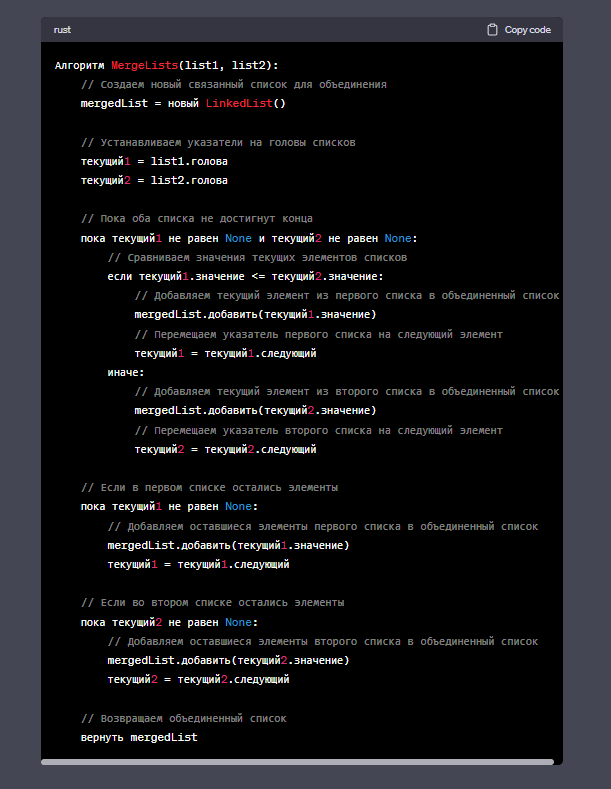 rust
Copy code
Алгоритм MergeLists(list1, list2):
// Создаем новый связанный список для объединения
mergedList = новый LinkedList()
// Устанавливаем указатели на головы списков
текущий1 = list1.голова
текущий2 = list2.голова
// Пока оба списка не достигнут конца
пока текущий1 не равен None и текущий2 не равен None:
// Сравниваем значения текущих элементов списков
если текущий1.значение <= текущий2.значение:
// Добавляем текущий элемент из первого списка в объединенный список
mergedList.добавить(текущий1.значение)
// Перемещаем указатель первого списка на следующий элемент
текущий1 = текущий1.следующий
иначе:
// Добавляем текущий элемент из второго списка в объединенный список
mergedList.добавить(текущий2.значение)
// Перемещаем указатель второго списка на следующий элемент
текущий2 = текущий2.следующий
// Если в первом списке остались элементы
пока текущий1 не равен None:
// Добавляем оставшиеся элементы первого списка в объединенный список
mergedList.добавить(текущий1.значение)
текущий1 = текущий1.следующий
// Если во втором списке остались элементы
пока текущий2 не равен None:
// Добавляем оставшиеся элементы второго списка в объединенный список
mergedList.добавить(текущий2.значение)
текущий2 = текущий2.следующий
// Возвращаем объединенный список
вернуть mergedList